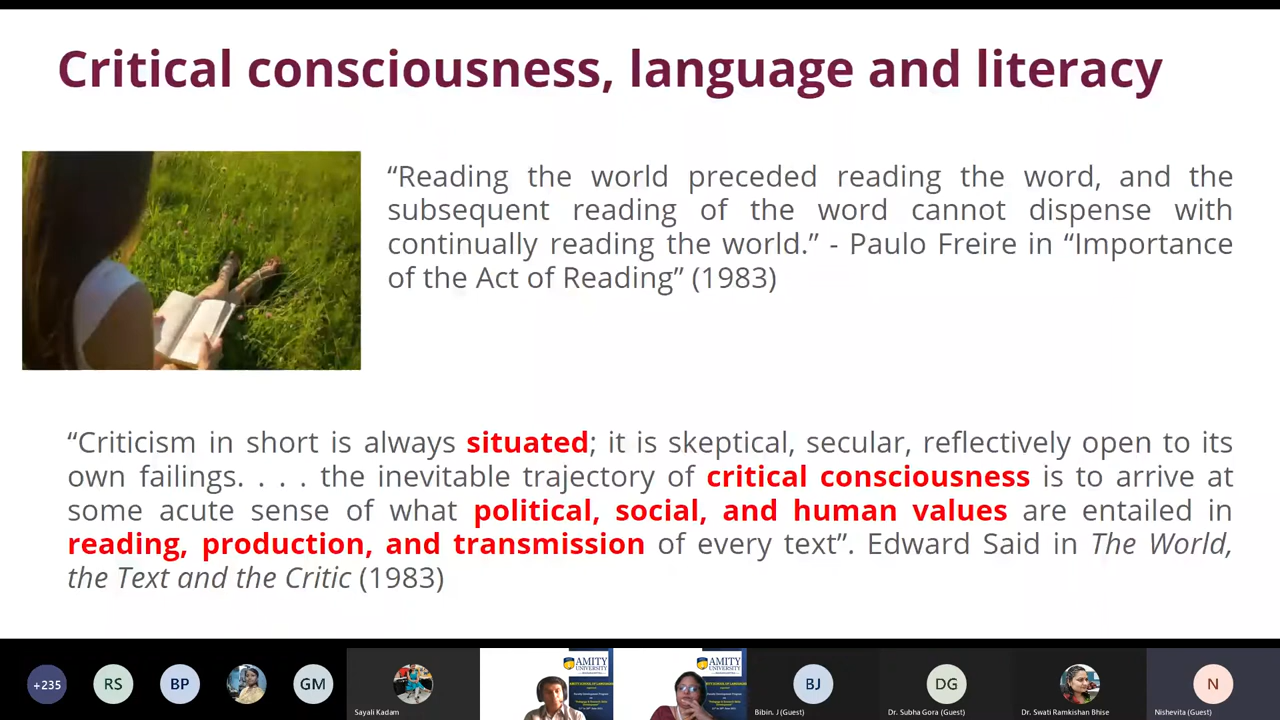 Critical consciousness, language and literacy
“Reading the world preceded reading the word, and the
subsequent reading of the word cannot dispense with
continually reading the world.” - Paulo Freire in “Importance
of the Act of Reading” (1983)
“Criticism in short is always situated; it is skeptical, secular, reflectively open to its
own failings. . . . the inevitable trajectory of critical consciousness is to arrive at
some acute sense of what political, social, and human values are entailed in
reading, production, and transmission of every text”. Edward Said in The World,
the Text and the Critic (1983)
+235
RS
BP
GM
Sayali Kadam
AMITY
UNIVERSITY
AMITY
UNIVERSITY
BJ
Bibin. J (Guest)
DG
Dr. Subha Gora (Guest)
Dr. Swati Ramkishan Bhise
N
Nishevita (Guest)